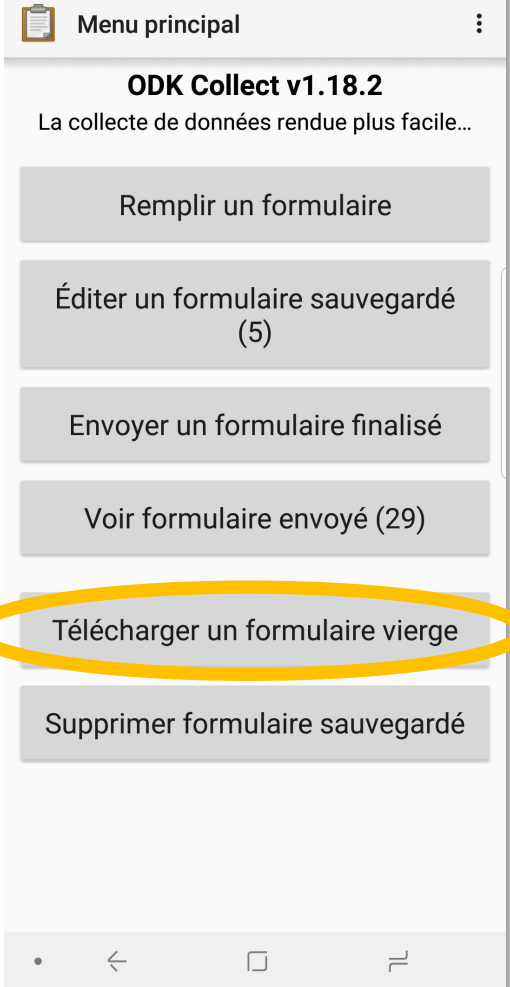 Menu principal
ODK Collect v1.18.2
La collecte de données rendue plus facile...
Remplir un formulaire
Éditer un formulaire sauvegardé
(5)
Envoyer un formulaire finalisé
Voir formulaire envoyé (29)
Télécharger un formulaire vierge
Supprimer formulaire sauvegardé